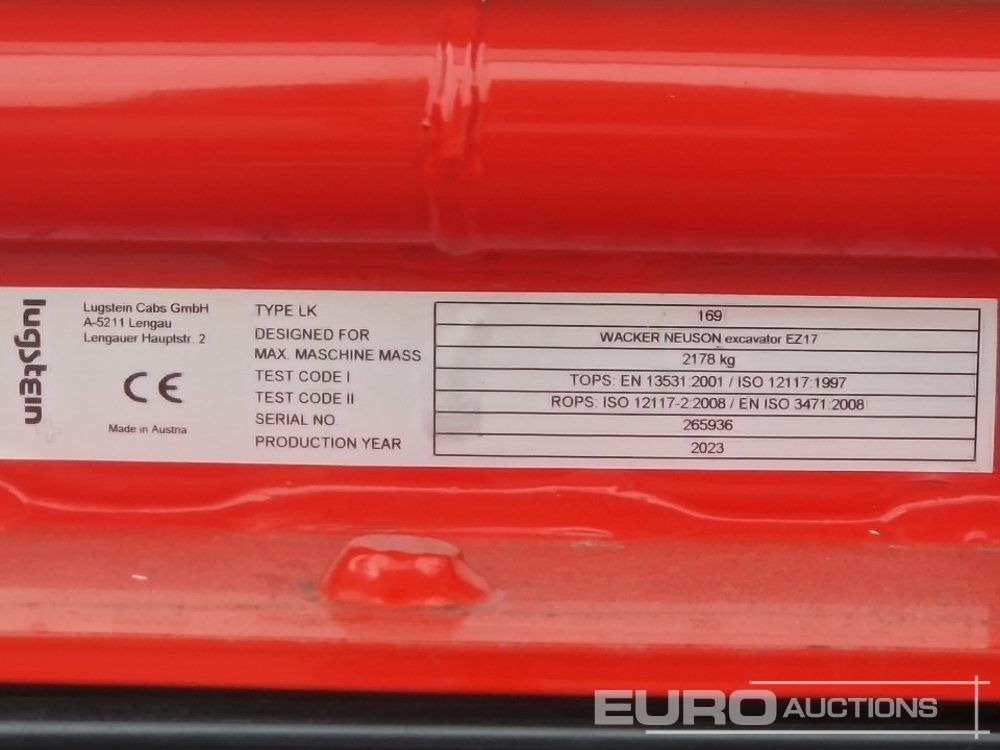 lugstein
Lugstein Cabs GmbH
A-5211 Lengau
Lengauer Hauptstr. 2
CE
Made in Austria
TYPE LK 169
DESIGNED FOR WACKER NEUSON excavator EZ17
MAX. MASCHINE MASS 2178 kg
TEST CODE I TOPS: EN 13531:2001 / ISO 12117:1997
TEST CODE II ROPS: ISO 12117-2:2008 / EN ISO 3471:2008
SERIAL NO. 265936
PRODUCTION YEAR 2023
EURO AUCTIONS